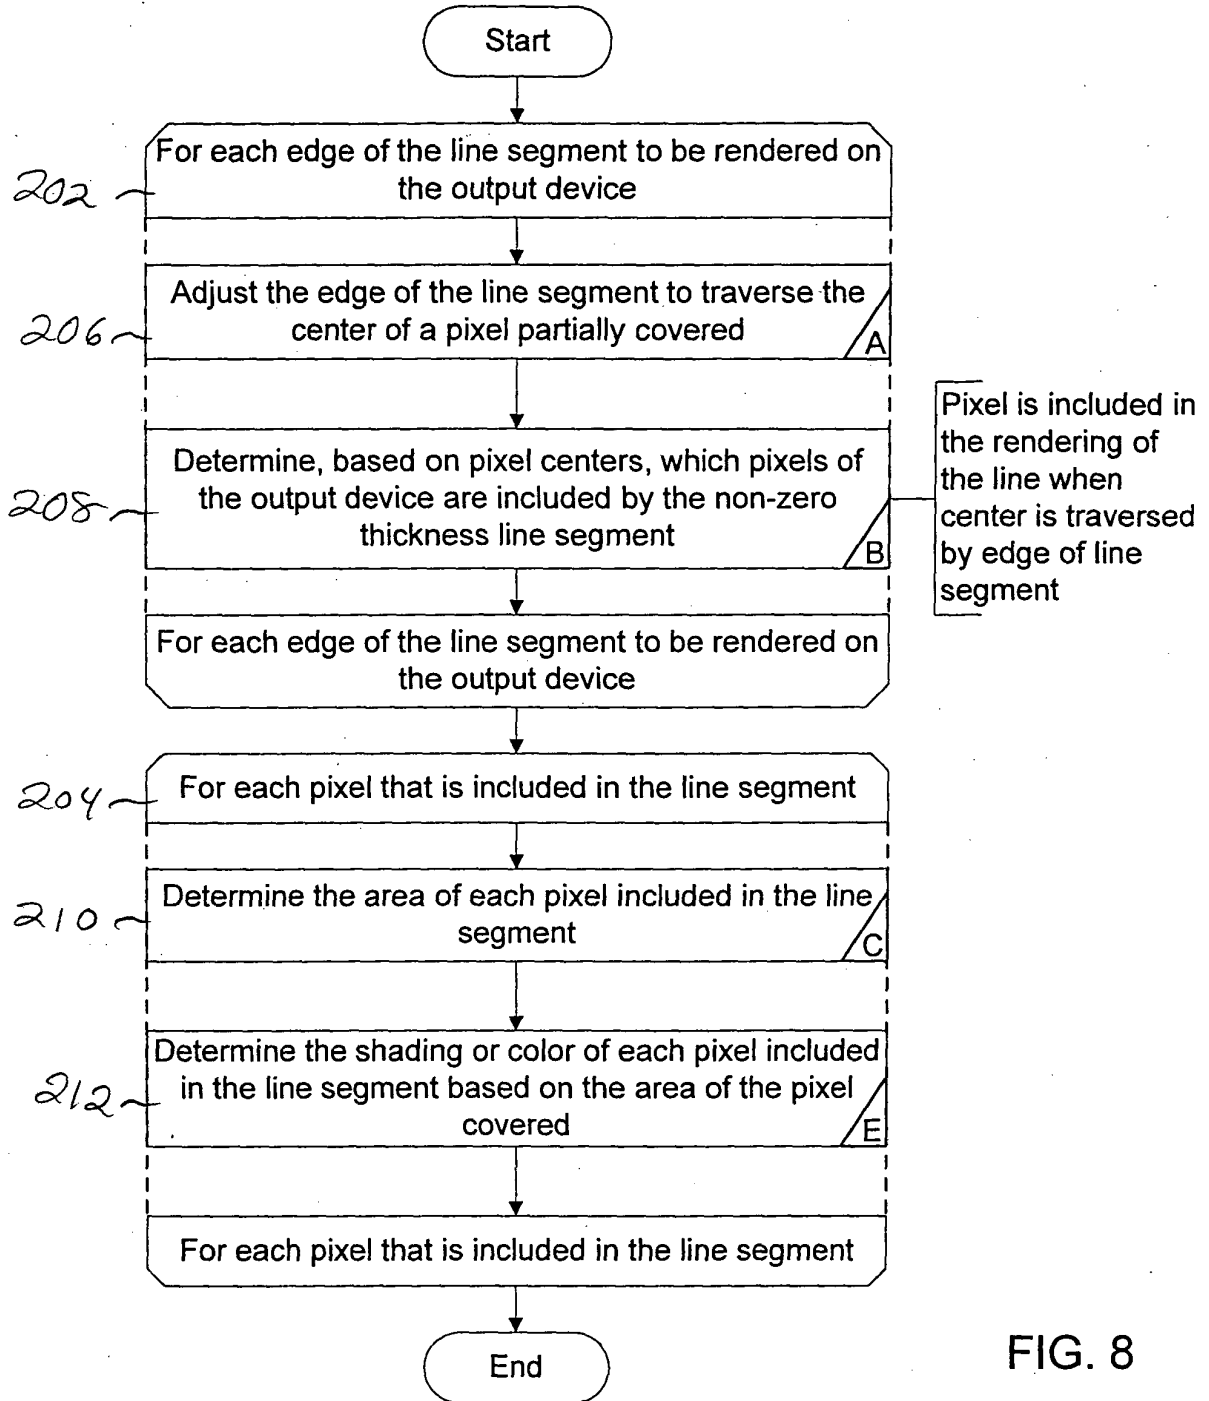 Start
For each edge of the line segment to be rendered on
the output device
202
Adjust the edge of the line segment to traverse the
center of a pixel partially covered
206
A
Determine, based on pixel centers, which pixels of
the output device are included by the non-zero
thickness line segment
208
B
Pixel is included in
the rendering of
the line when
center is traversed
by edge of line
segment
For each edge of the line segment to be rendered on
the output device
204
For each pixel that is included in the line segment
Determine the area of each pixel included in the line
segment
210
C
Determine the shading or color of each pixel included
in the line segment based on the area of the pixel
covered
212
E
For each pixel that is included in the line segment
End
FIG. 8